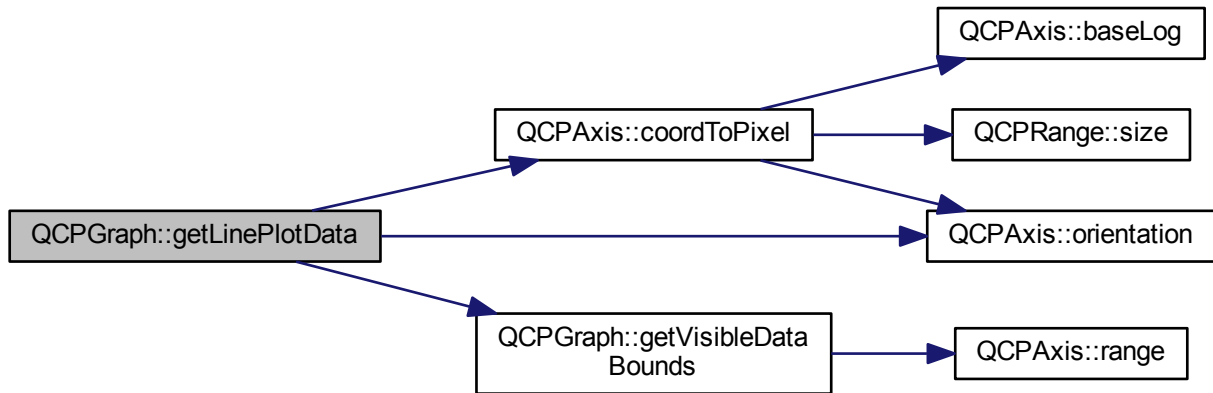 QCPAxis::baseLog
QCPAxis::coordToPixel
QCPRange::size
QCPGraph::getLinePlotData
QCPAxis::orientation
QCPGraph::getVisibleData
Bounds
QCPAxis::range